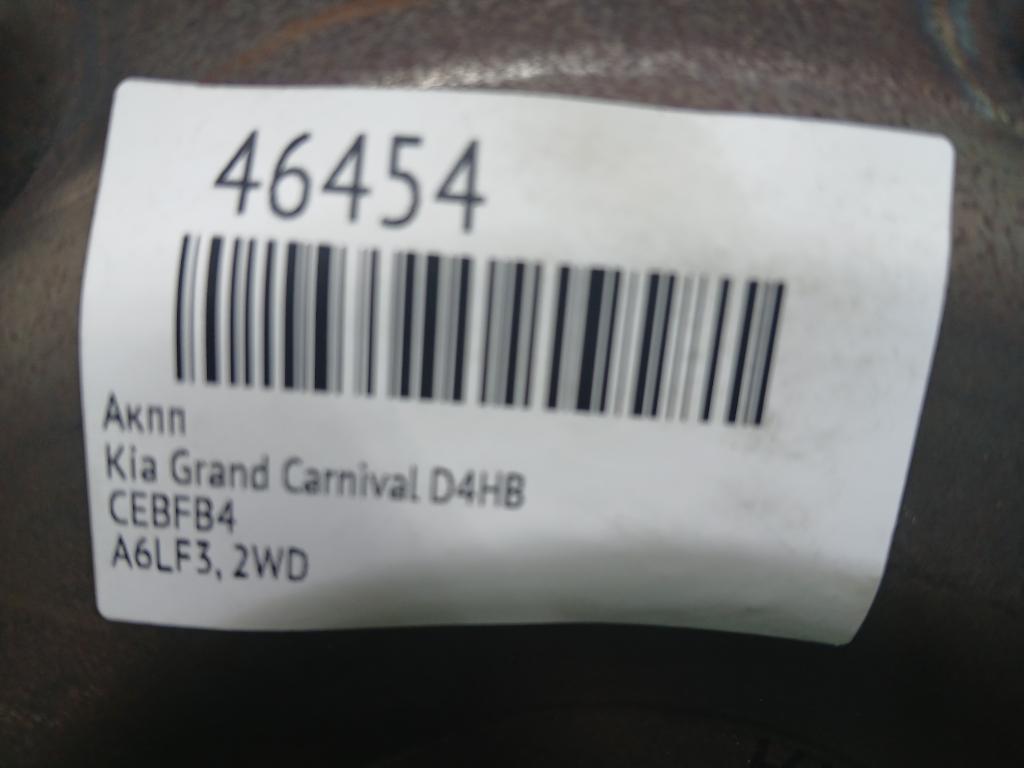 46454
Акпп
Kia Grand Carnival D4HB
CEBFB4
A6LF3, 2WD